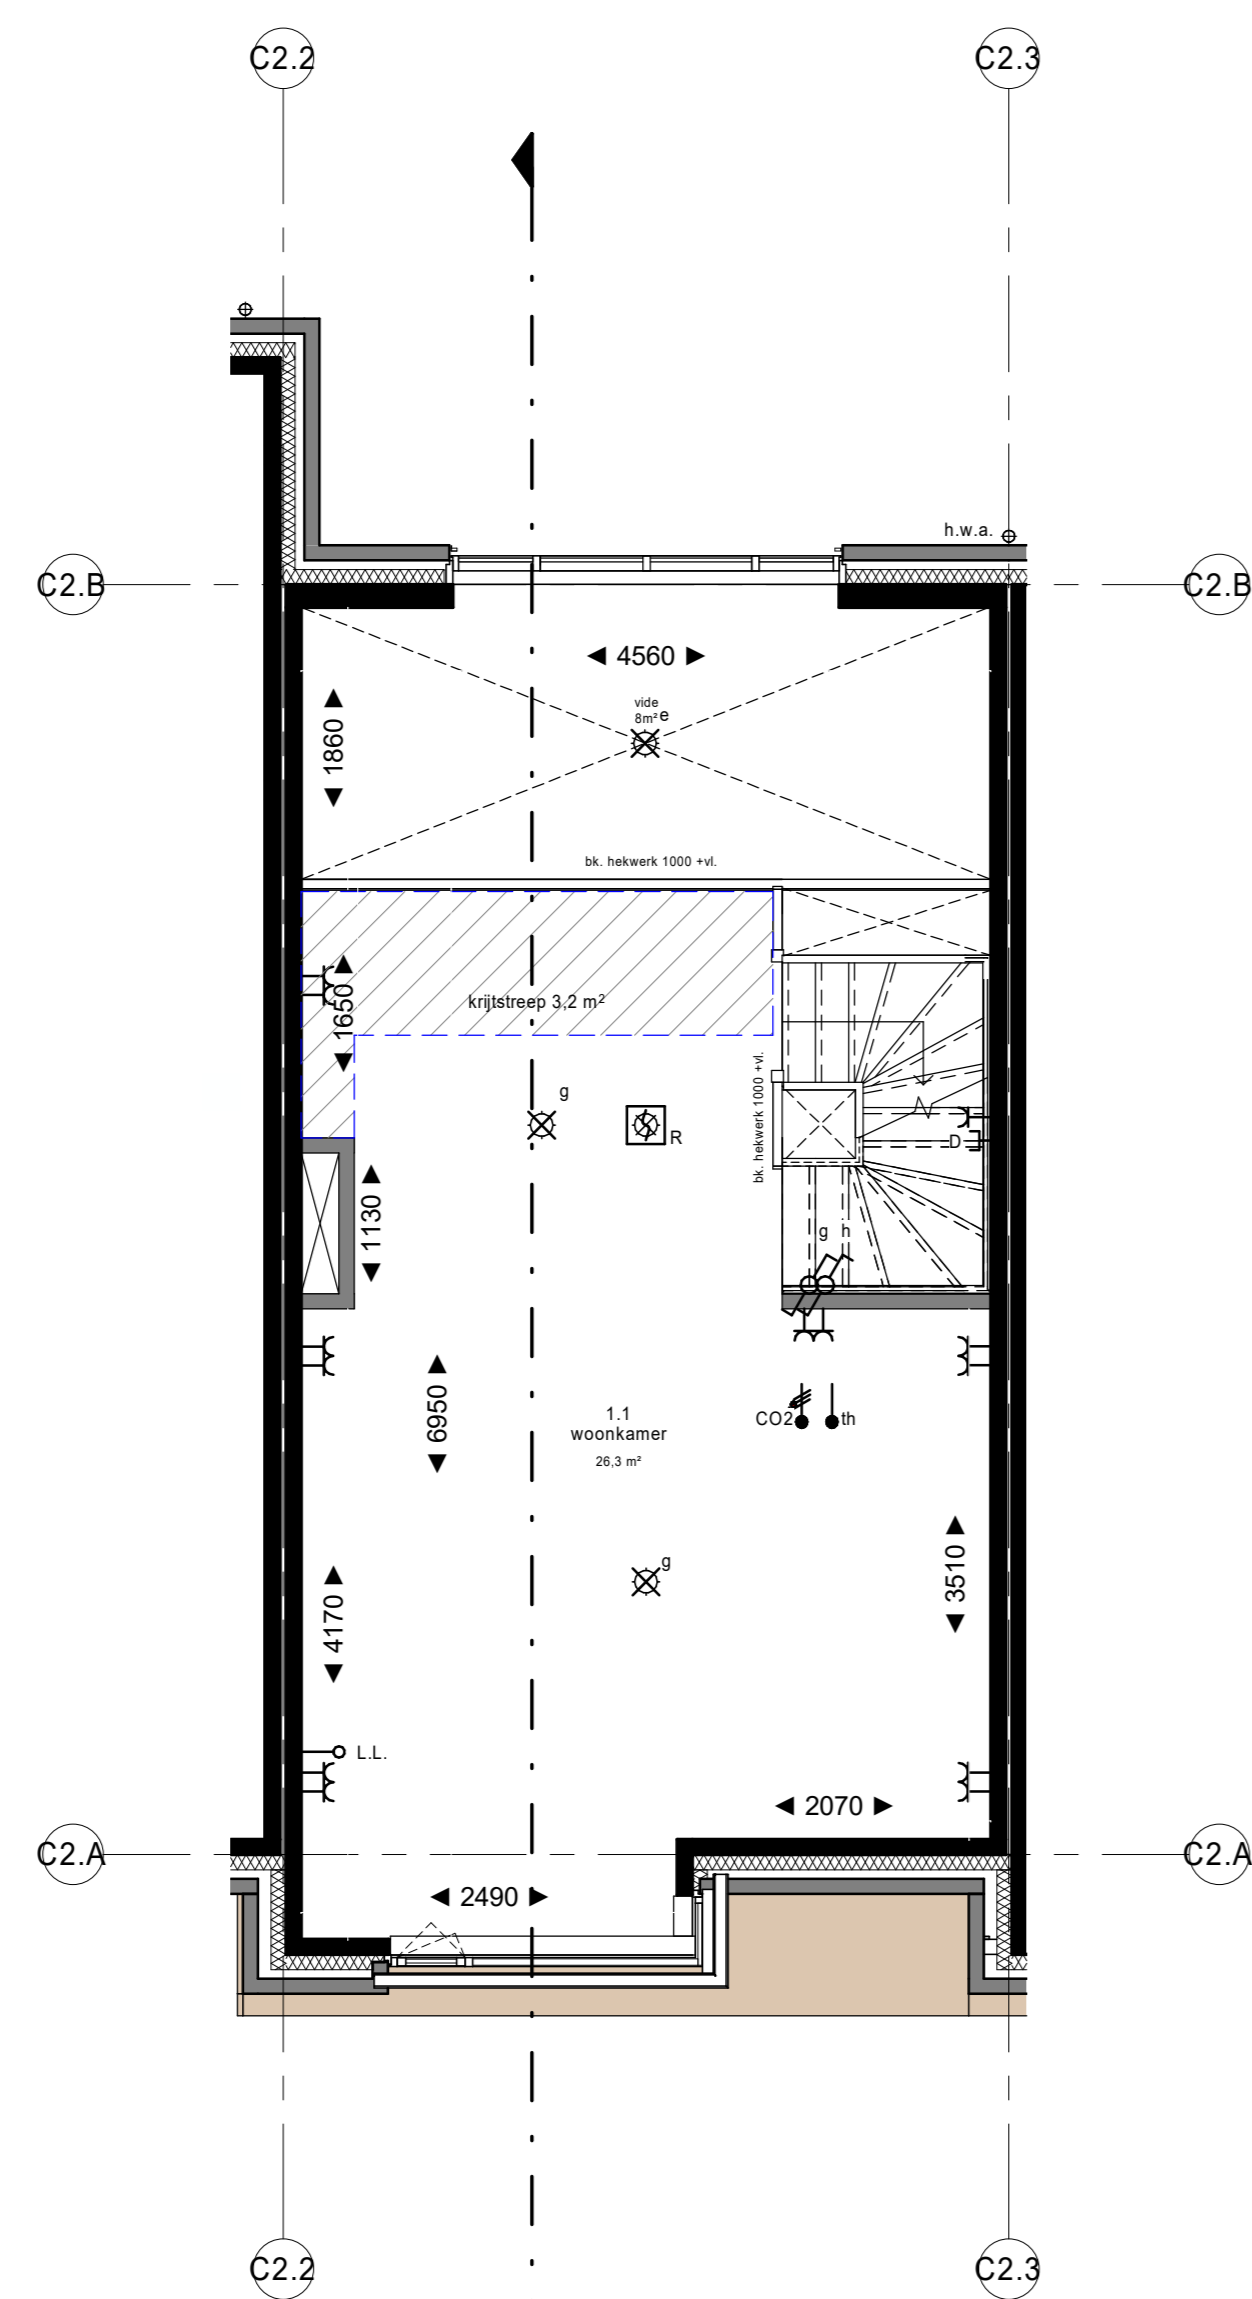 C2.2
C2.3
h.w.a.
C2.B
C2.B
4560
vide
8m² e
1860
bk. hekwerk 1000 +vl.
1650
krijtstreep 3,2 m²
bk. hekwerk 1000 +vl.
g
R
D
1130
g h
6950
1.1
woonkamer
26,3 m²
CO2
th
3510
g
4170
L.L.
2070
C2.A
C2.A
2490
C2.2
C2.3